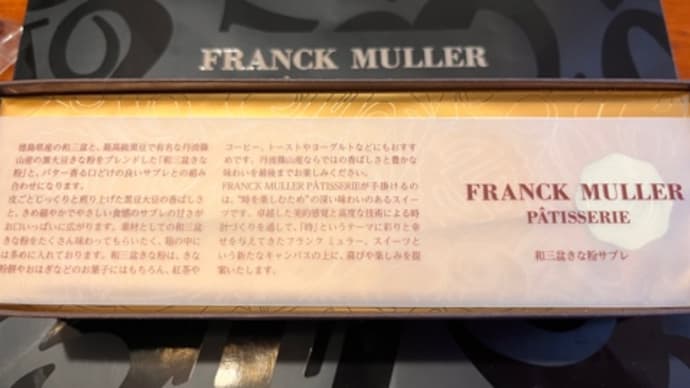 FRANCK MULLER
徳島県産の和三盆と、最高級黒豆で有名な丹波篠
山産の黒大豆きな粉をブレンドした「和三盆きな
粉」と、バター香る口どけの良いサブレとの組み
合わせになります。
皮ごとじっくりと煎り上げた黒豆大豆の香ばしさ
と、きめ細やかでやさしい食感のサブレの甘さが
お口いっぱいに広がります。素材としての和三盆
きな粉をたくさん味わってもらいたく、箱の中に
は多めに入れております。和三盆きな粉は、きな
粉餅やおはぎなどのお菓子にはもちろん、紅茶や
コーヒー、トーストやヨーグルトなどにもおすす
めです。丹波篠山産ならではの香ばしさと豊かな
味わいを最後までお楽しみください。
FRANCK MULLER PÂTISSERIEが手掛けるの
は、"時を楽しむため"の深い味わいのあるスイー
ツです。卓越した美的感覚と高度な技術による時
計づくりを通して、「時」というテーマに彩りと幸
せを与えてきたフランク ミュラー。スイーツと
いう新たなキャンバスの上に、喜びや楽しみを提
案いたします。
FRANCK MULLER
PÂTISSERIE
和三盆きな粉サブレ